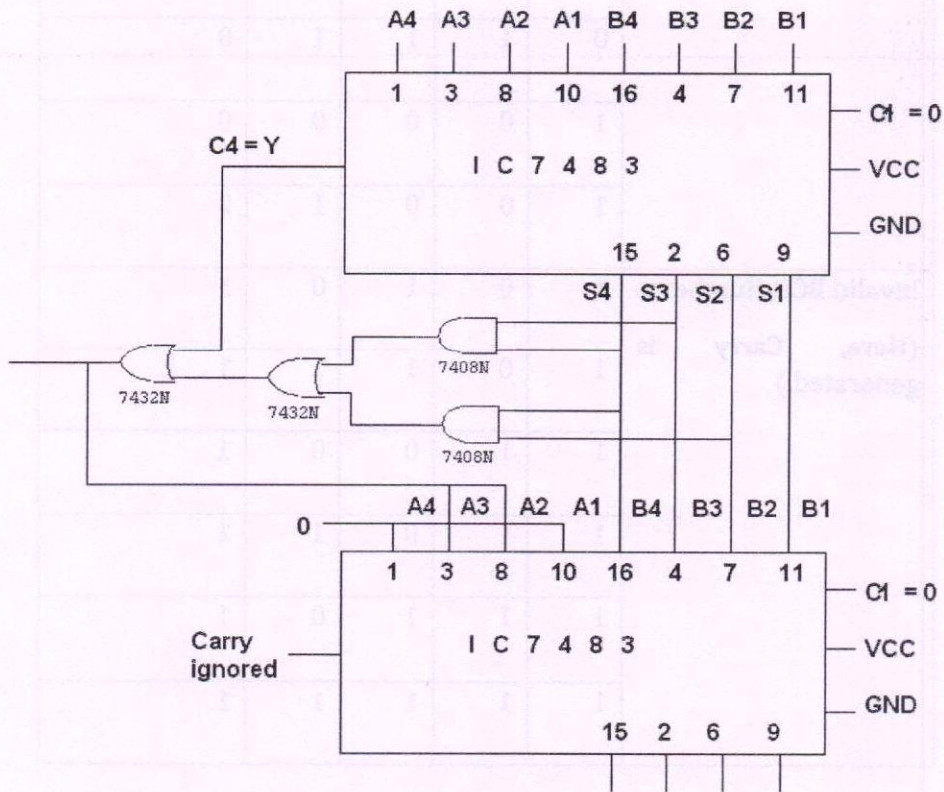 A4 A3 A2 A1 B4 B3 B2 B1
1 3 8 10 16 4 7 11
C1 = 0
C4 = Y
I C 7 4 8 3
VCC
GND
15 2 6 9
S4 S3 S2 S1
7408N
7432N
7432N
7408N
A4 A3 A2 A1 B4 B3 B2 B1
0
1 3 8 10 16 4 7 11
C1 = 0
Carry
ignored
I C 7 4 8 3
VCC
GND
15 2 6 9